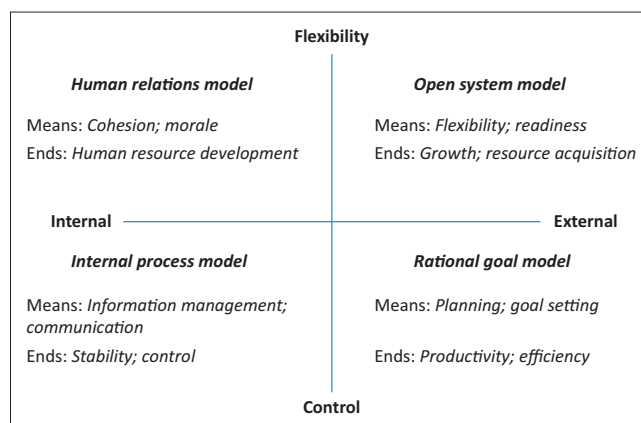 Flexibility
Human relations model
Means: Cohesion; morale
Ends: Human resource development
Open system model
Means: Flexibility; readiness
Ends: Growth; resource acquisition
Internal
External
Internal process model
Means: Information management;
communication
Ends: Stability; control
Rational goal model
Means: Planning; goal setting
Ends: Productivity; efficiency
Control